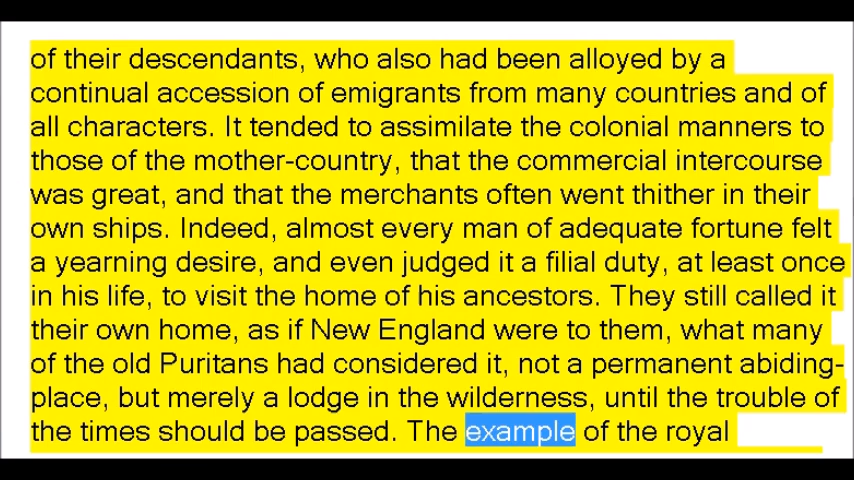 of their descendants, who also had been alloyed by a
continual accession of emigrants from many countries and of
all characters. It tended to assimilate the colonial manners to
those of the mother-country, that the commercial intercourse
was great, and that the merchants often went thither in their
own ships. Indeed, almost every man of adequate fortune felt
a yearning desire, and even judged it a filial duty, at least once
in his life, to visit the home of his ancestors. They still called it
their own home, as if New England were to them, what many
of the old Puritans had considered it, not a permanent abiding-
place, but merely a lodge in the wilderness, until the trouble of
the times should be passed. The example of the royal